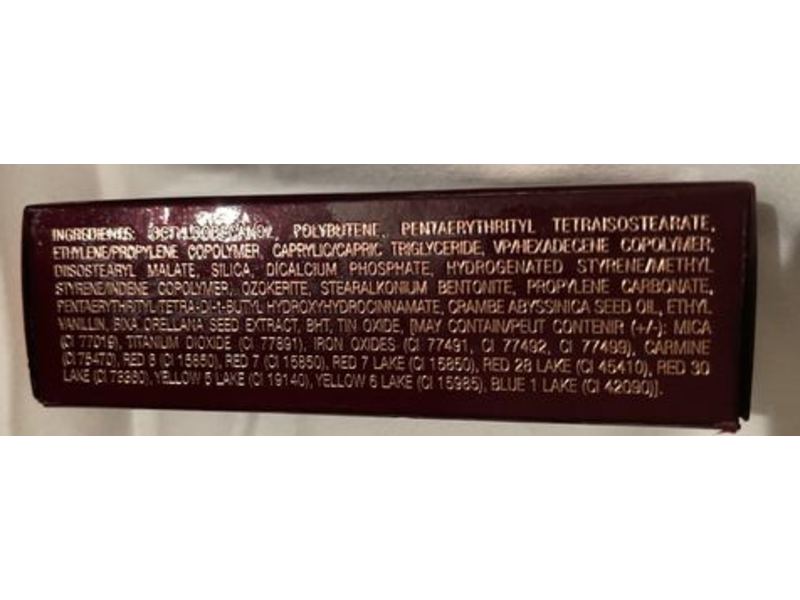 INGREDIENTS: OCTYLDODECANOL, POLYBUTENE, PENTAERYTHRITYL TETRAISOSTEARATE,
ETHYLENE/PROPYLENE COPOLYMER, CAPRYLIC/CAPRIC TRIGLYCERIDE, VP/HEXADECENE COPOLYMER,
DIISOSTEARYL MALATE, SILICA, DICALCIUM PHOSPHATE, HYDROGENATED STYRENE/METHYL
STYRENE/INDENE COPOLYMER, OZOKERITE, STEARALKONIUM BENTONITE, PROPYLENE CARBONATE,
PENTAERYTHRITYL TETRA-DI-T-BUTYL HYDROXYHYDROCINNAMATE, CRAMBE ABYSSINICA SEED OIL, ETHYL
VANILLIN, BIXA ORELLANA SEED EXTRACT, BHT, TIN OXIDE, [MAY CONTAIN/PEUT CONTENIR (+/-): MICA
(CI 77019), TITANIUM DIOXIDE (CI 77891), IRON OXIDES (CI 77491, CI 77492, CI 77499), CARMINE
(CI 75470), RED 6 (CI 15850), RED 7 (CI 15850), RED 7 LAKE (CI 15850), RED 28 LAKE (CI 45410), RED 30
LAKE (CI 73360), YELLOW 5 LAKE (CI 19140), YELLOW 6 LAKE (CI 15985), BLUE 1 LAKE (CI 42090)].